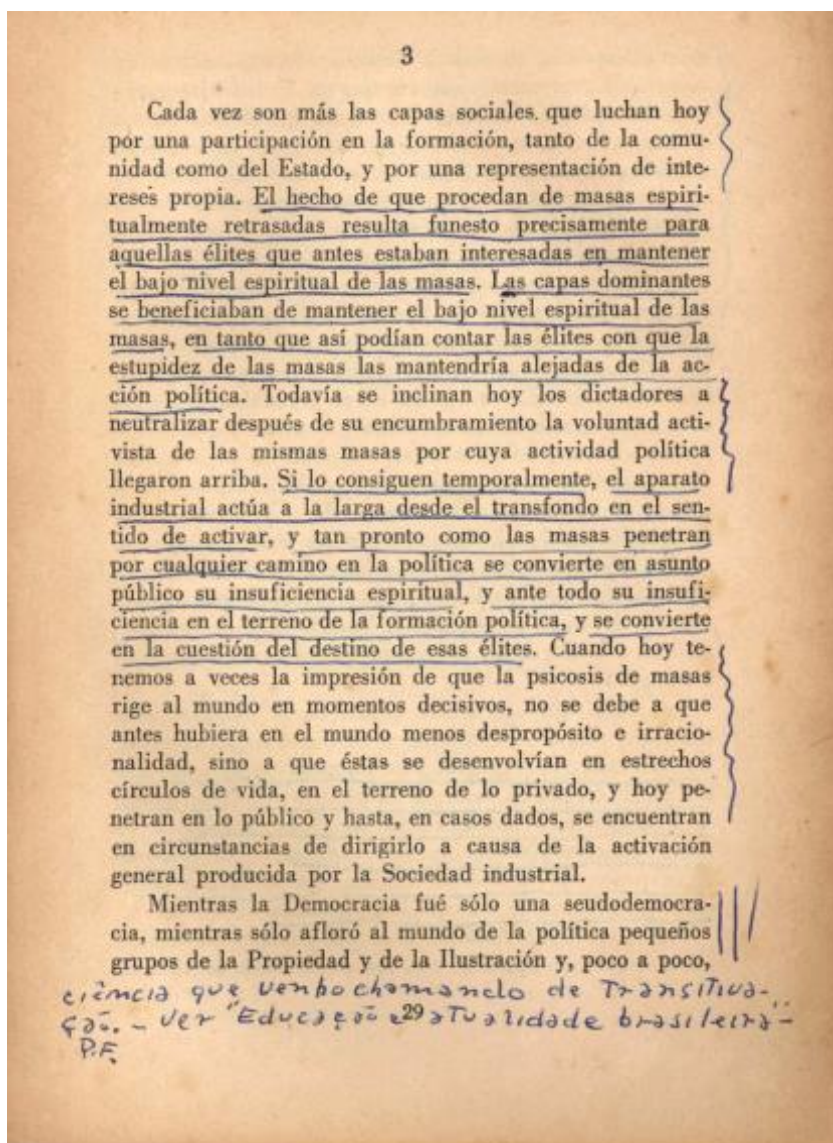 3
Cada vez son más las capas sociales. que luchan hoy
por una participación en la formación, tanto de la comu-
nidad como del Estado, y por una representación de inte-
reses propia. El hecho de que procedan de masas espiri-
tualmente retrasadas resulta funesto precisamente para
aquellas élites que antes estaban interesadas en mantener
el bajo nivel espiritual de las masas. Las capas dominantes
se beneficiaban de mantener el bajo nivel espiritual de las
masas, en tanto que así podían contar las élites con que la
estupidez de las masas las mantendría alejadas de la ac-
ción política. Todavía se inclinan hoy los dictadores a
neutralizar después de su encumbramiento la voluntad acti-
vista de las mismas masas por cuya actividad política
llegaron arriba. Si lo consiguen temporalmente, el aparato
industrial actúa a la larga desde el transfondo en el sen-
tido de activar, y tan pronto como las masas penetran
por cualquier camino en la política se convierte en asunto
público su insuficiencia espiritual, y ante todo su insufi-
ciencia en el terreno de la formación política, y se convierte
en la cuestión del destino de esas élites. Cuando hoy te-
nemos a veces la impresión de que la psicosis de masas
rige al mundo en momentos decisivos, no se debe a que
antes hubiera en el mundo menos despropósito e irracio-
nalidad, sino a que éstas se desenvolvían en estrechos
círculos de vida, en el terreno de lo privado, y hoy pe-
netran en lo público y hasta, en casos dados, se encuentran
en circunstancias de dirigirlo a causa de la activación
general producida por la Sociedad industrial.
Mientras la Democracia fué sólo una seudodemocra-
cia, mientras sólo afloró al mundo de la política pequeños
grupos de la Propiedad y de la Ilustración y, poco a poco,
ciência que venho chamando de Transitiva-
ção. - Ver "Educação e atualidade brasileira" -
29
P.F.